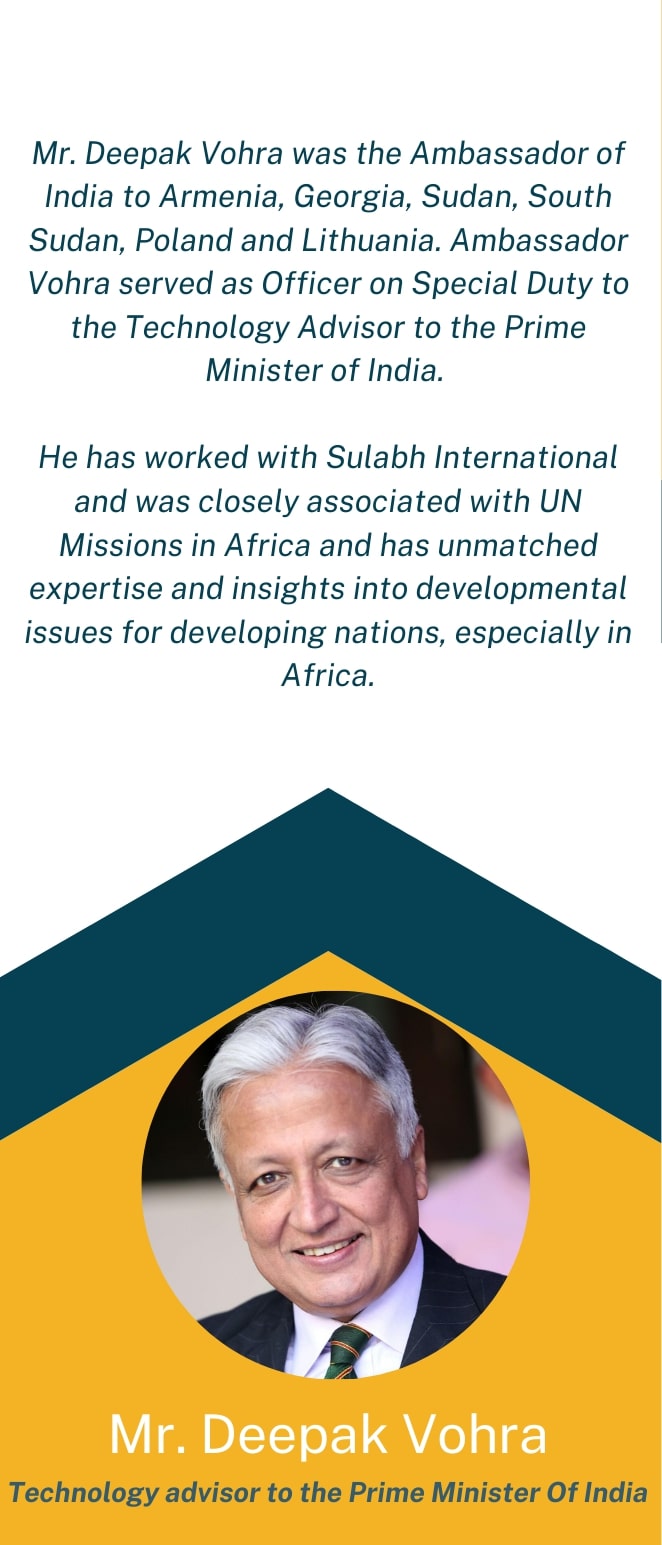 Mr. Deepak Vohra was the Ambassador of
India to Armenia, Georgia, Sudan, South
Sudan, Poland and Lithuania. Ambassador
Vohra served as Officer on Special Duty to
the Technology Advisor to the Prime
Minister of India.
He has worked with Sulabh International
and was closely associated with UN
Missions in Africa and has unmatched
expertise and insights into developmental
issues for developing nations, especially in
Africa.
Mr. Deepak Vohra
Technology advisor to the Prime Minister Of India